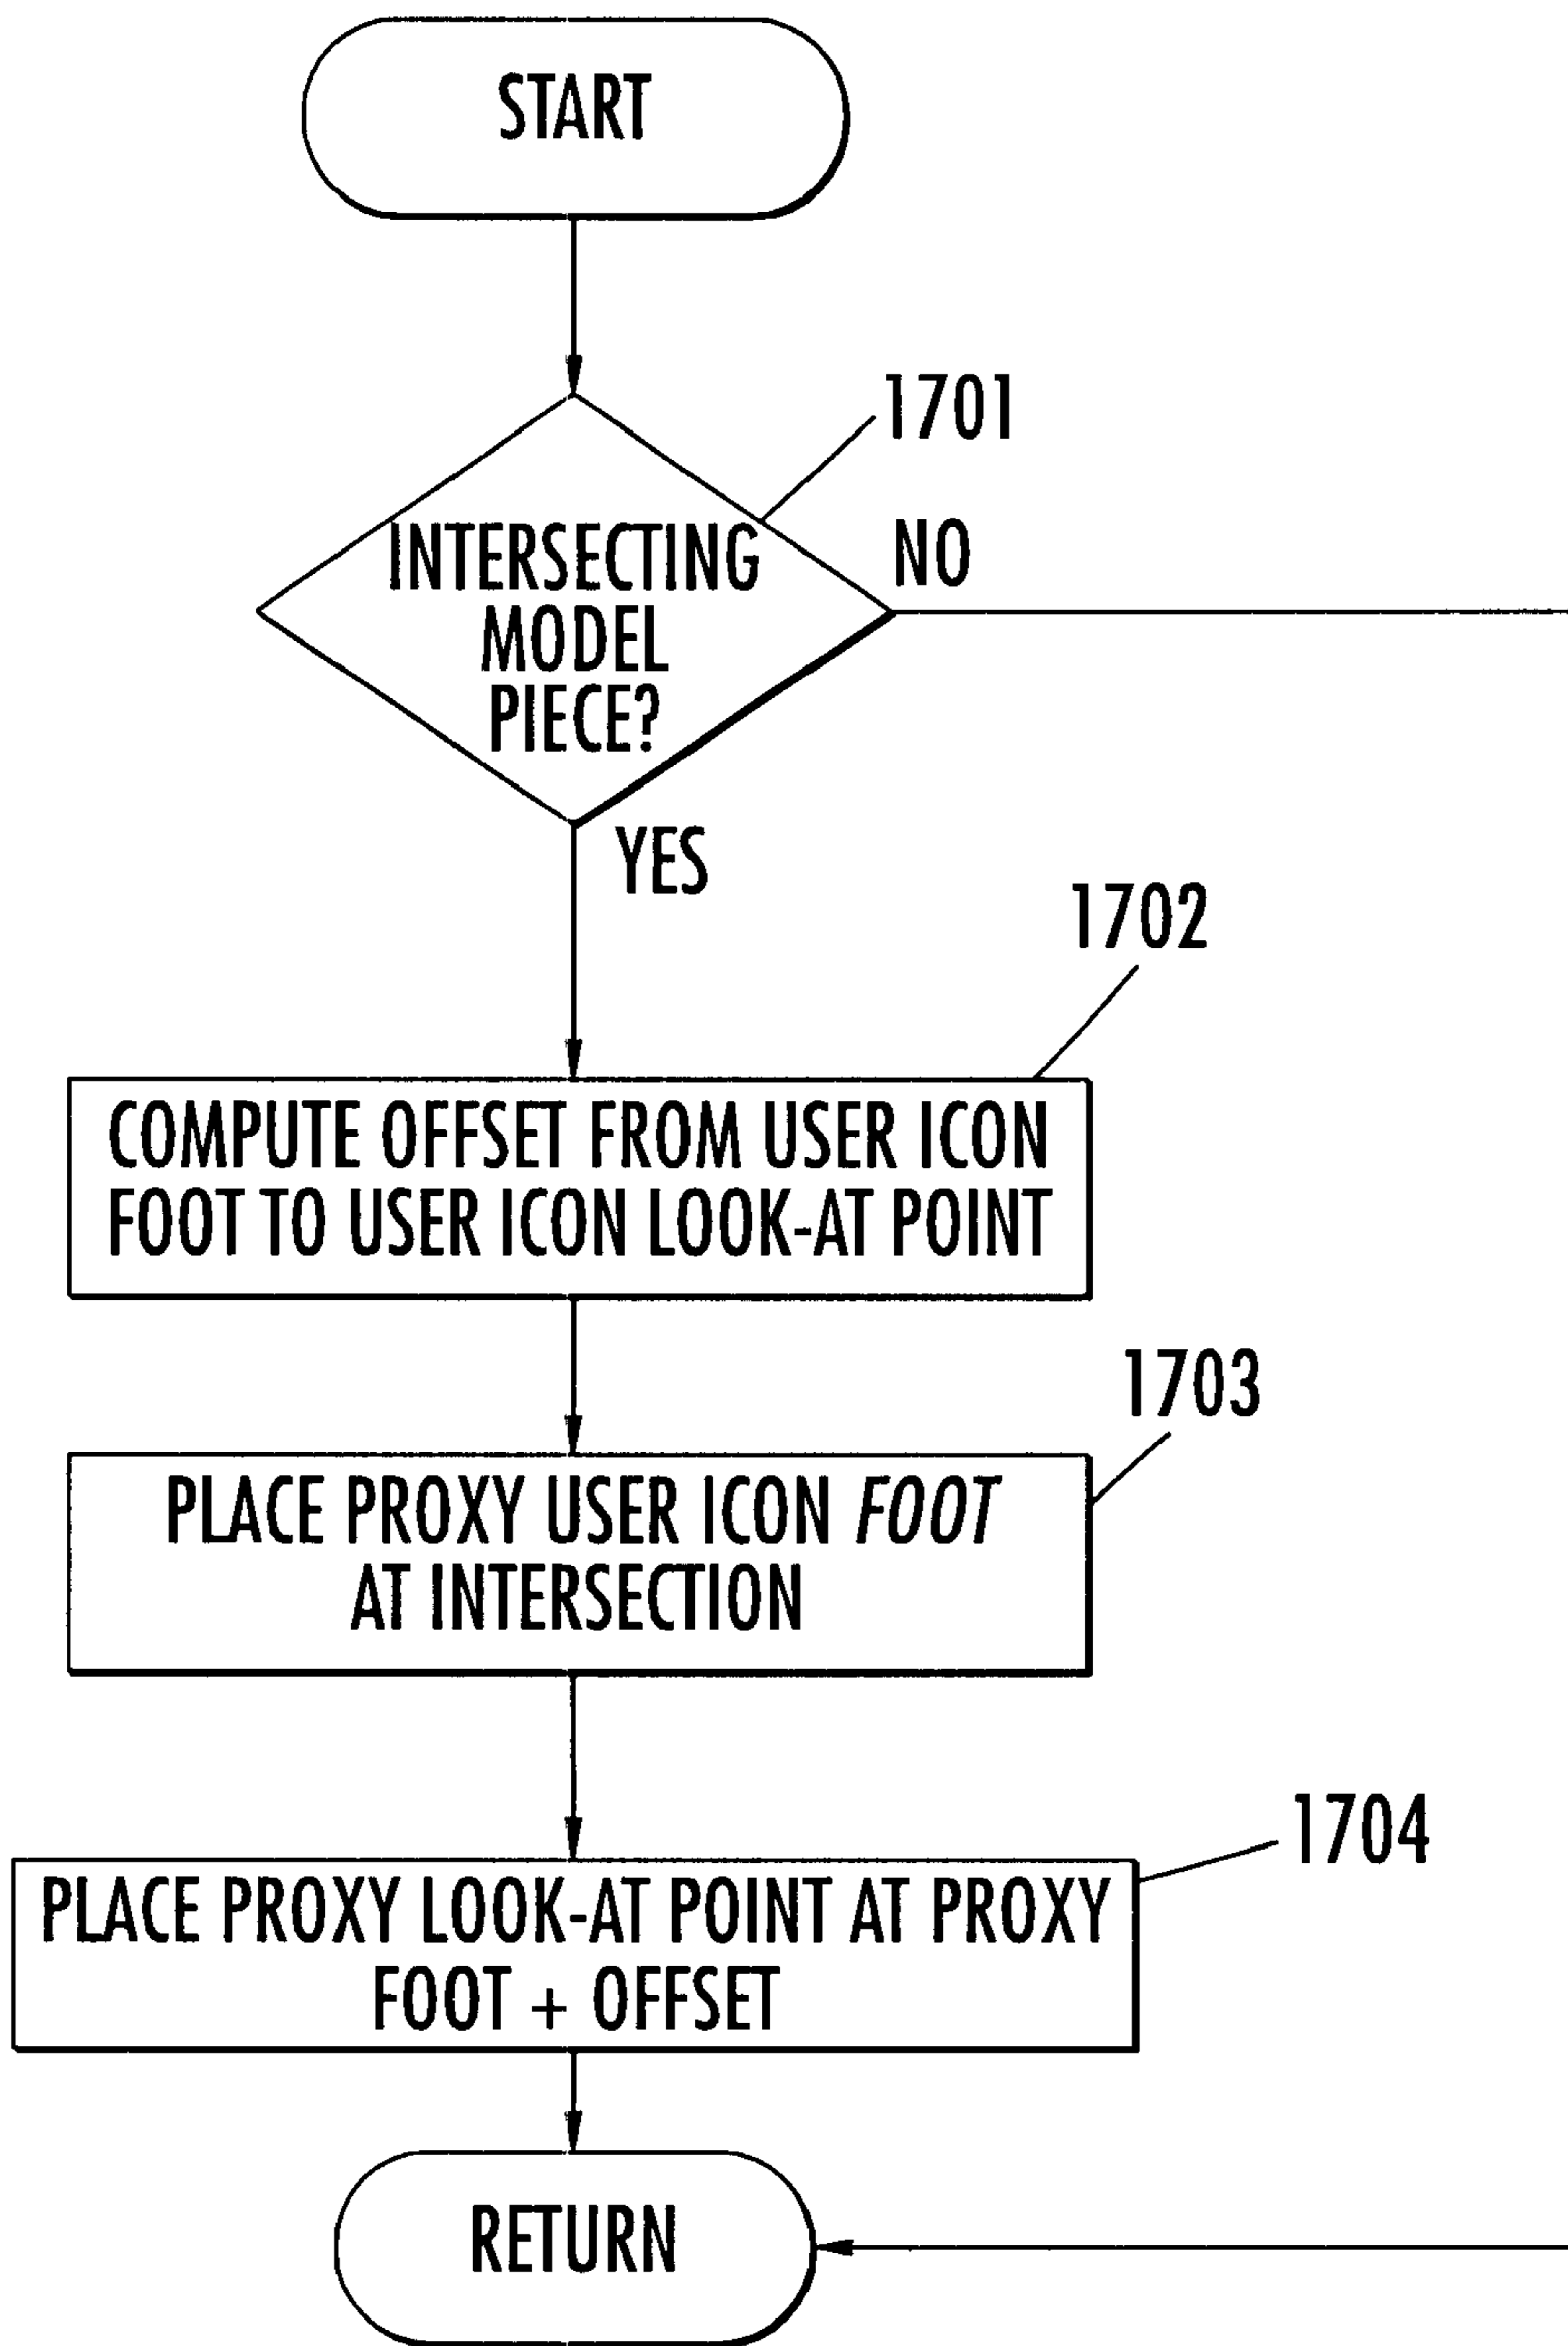 START
1701
INTERSECTING
MODEL
PIECE?
NO
YES
1702
COMPUTE OFFSET FROM USER ICON
FOOT TO USER ICON LOOK-AT POINT
1703
PLACE PROXY USER ICON FOOT
AT INTERSECTION
1704
PLACE PROXY LOOK-AT POINT AT PROXY
FOOT + OFFSET
RETURN